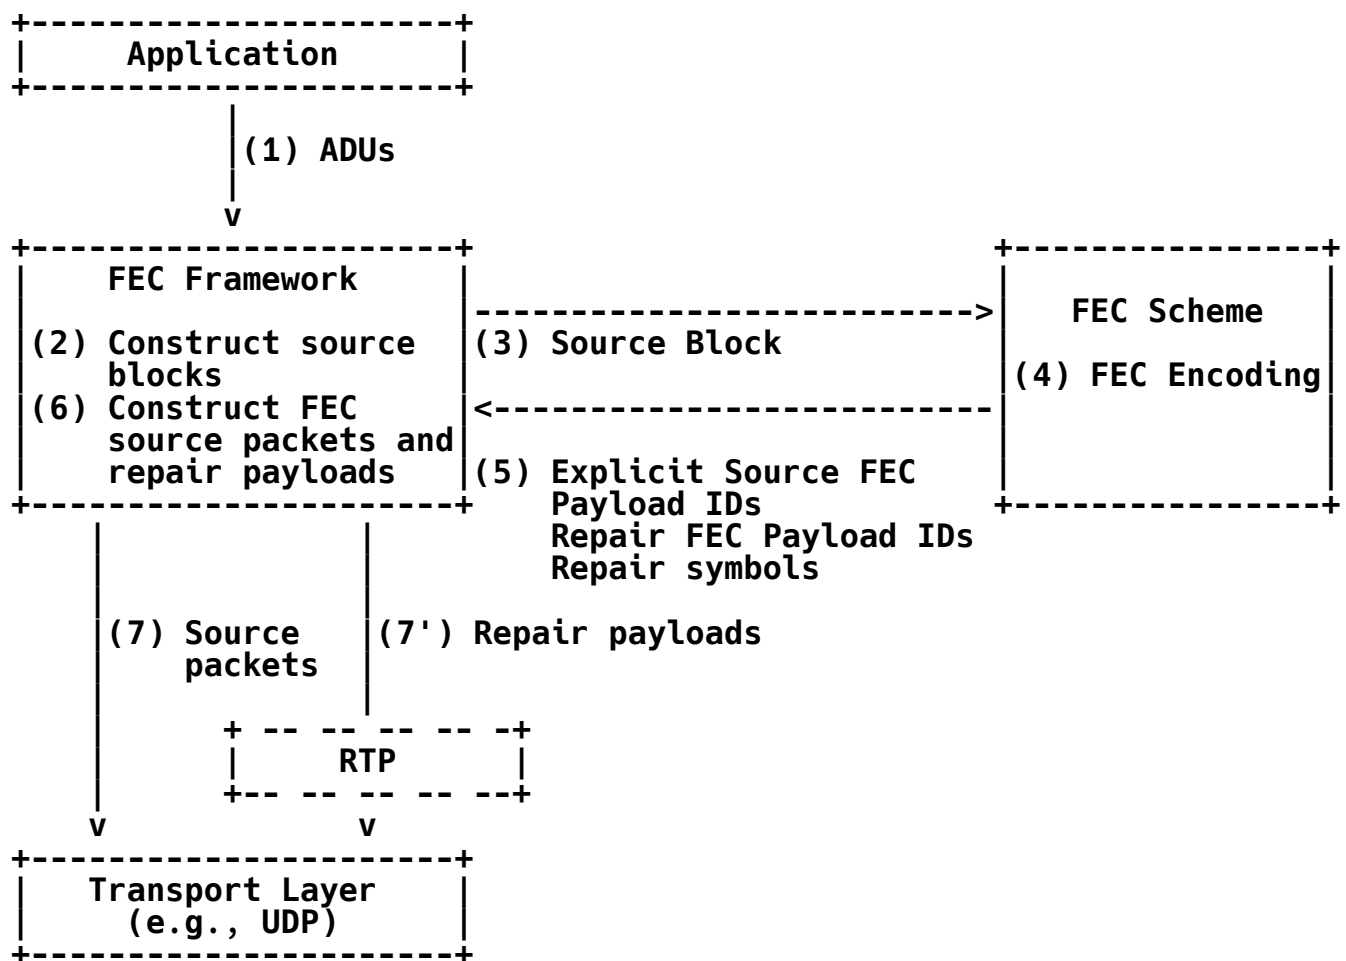 Application
(1) ADUs
FEC Framework
FEC Scheme
(2) Construct source
(3) Source Block
blocks
(4) FEC Encoding
(6) Construct FEC
source packets and
repair payloads
(5) Explicit Source FEC
Payload IDs
Repair FEC Payload IDs
Repair symbols
(7) Source
(7') Repair payloads
packets
RTP
Transport Layer
(e.g., UDP)